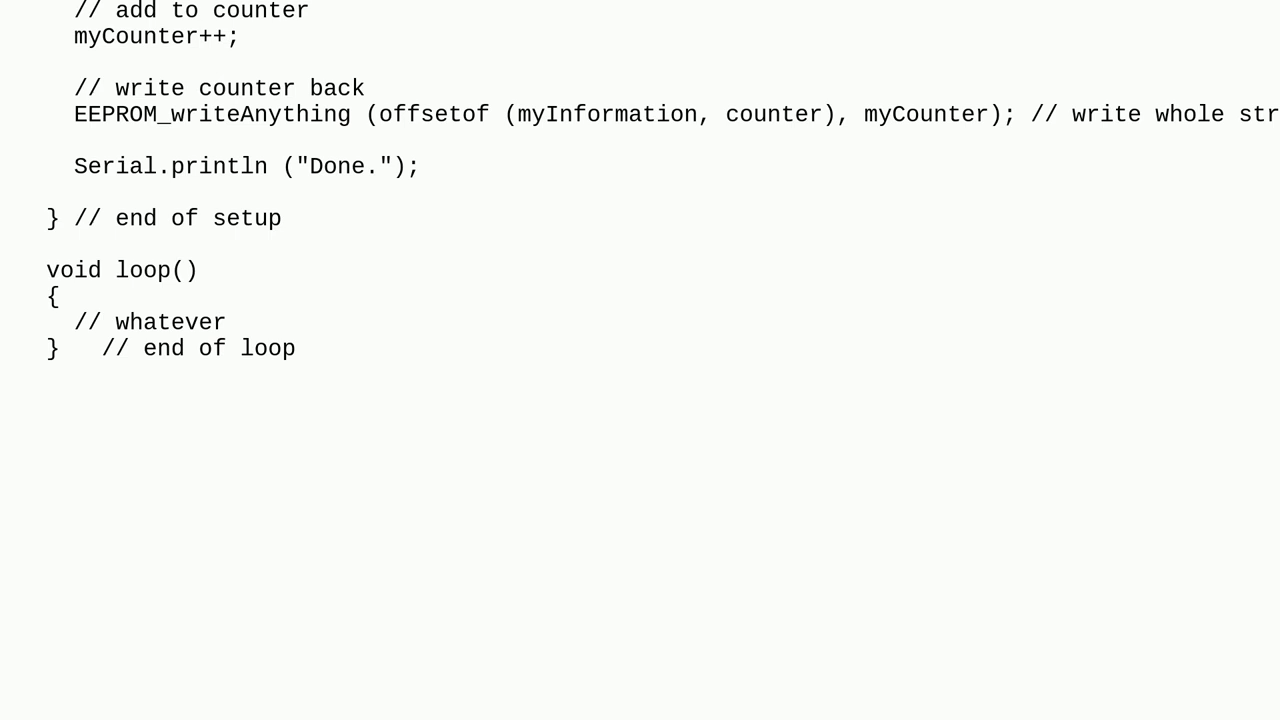 // add to counter
myCounter++;
// write counter back
EEPROM_writeAnything (offsetof (myInformation, counter), myCounter); // write whole str
Serial.println ("Done.");
} // end of setup
void loop()
{
// whatever
} // end of loop